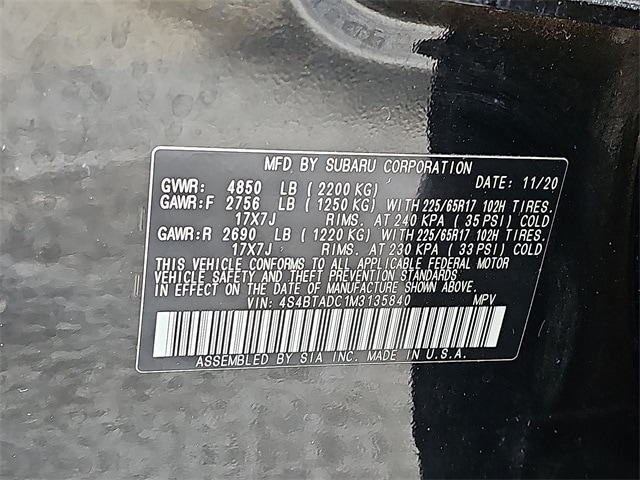 MFD BY SUBARU CORPORATION
GVWR: 4850 LB (2200 KG) DATE: 11/20
GAWR:F 2756 LB (1250 KG) WITH 225/65R17 102H TIRES.
17X7J RIMS. AT 240 KPA (35 PSI) COLD
GAWR:R 2690 LB (1220 KG) WITH 225/65R17 102H TIRES.
17X7J RIMS. AT 230 KPA (33 PSI) COLD
THIS VEHICLE CONFORMS TO ALL APPLICABLE FEDERAL MOTOR
VEHICLE SAFETY AND THEFT PREVENTION STANDARDS
IN EFFECT ON THE DATE OF MANUFACTURE SHOWN ABOVE.
VIN: 4S4BTADC1M3135840 MPV
ASSEMBLED BY SIA INC. MADE IN U.S.A.